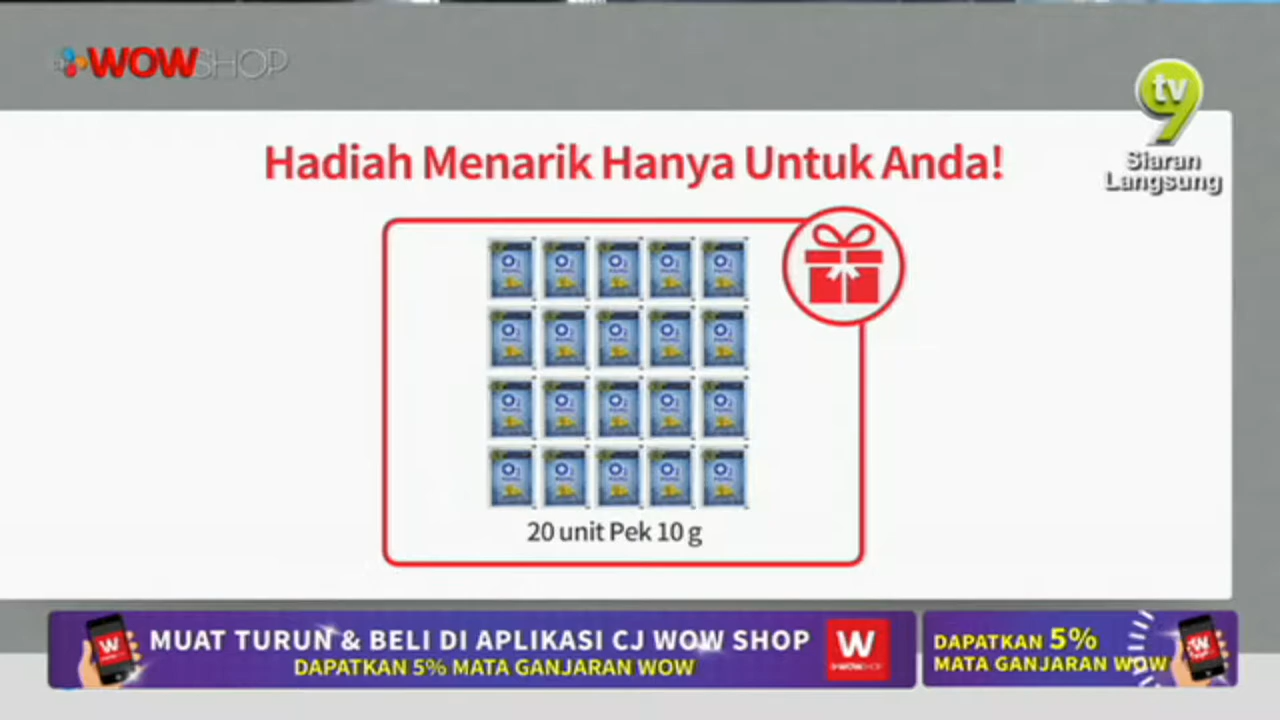 WOWSHOP
tv9
Siaran
Langsung
Hadiah Menarik Hanya Untuk Anda!
20 unit Pek 10 g
MUAT TURUN & BELI DI APLIKASI CJ WOW SHOP
DAPATKAN 5% MATA GANJARAN WOW
W
WOWSHOP
DAPATKAN 5%
MATA GANJARAN WOW